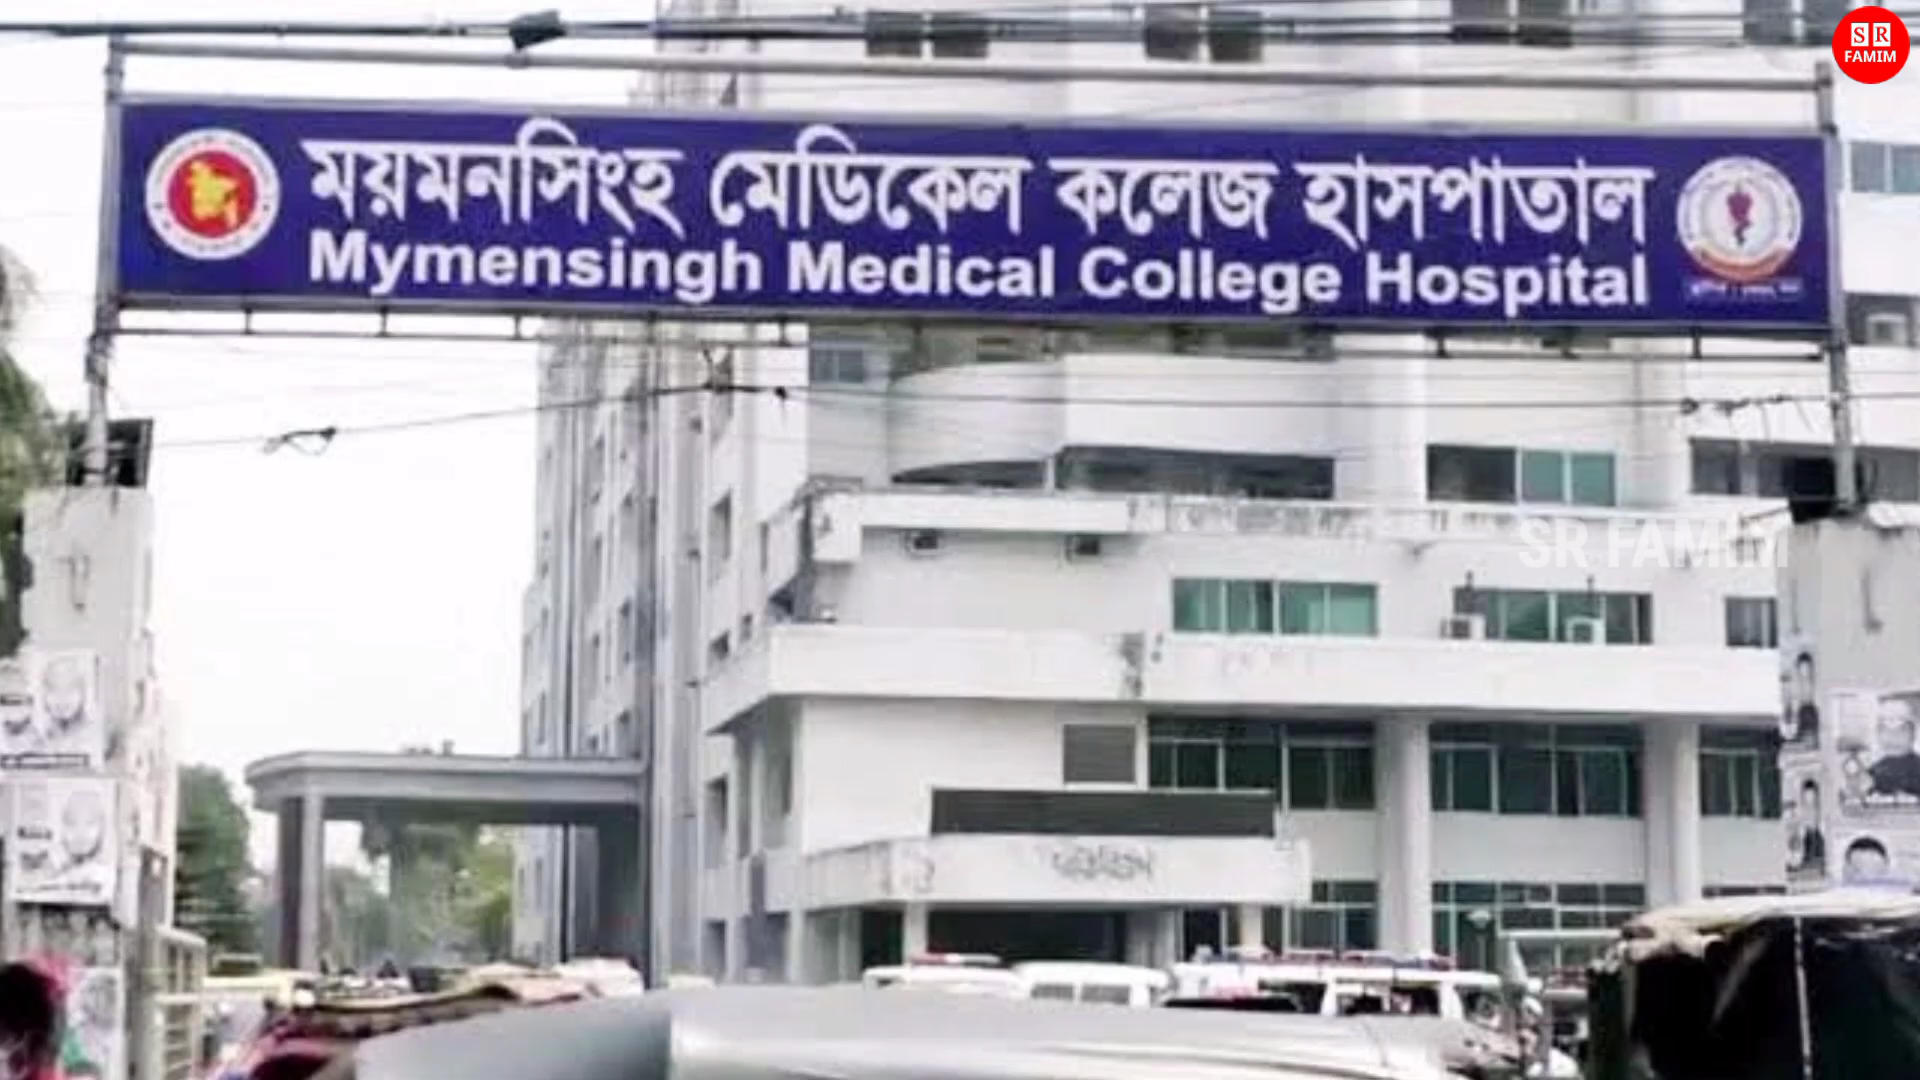 SR
FAMIM
ময়মনসিংহ মেডিকেল কলেজ হাসপাতাল
Mymensingh Medical College Hospital
SR FAMIM